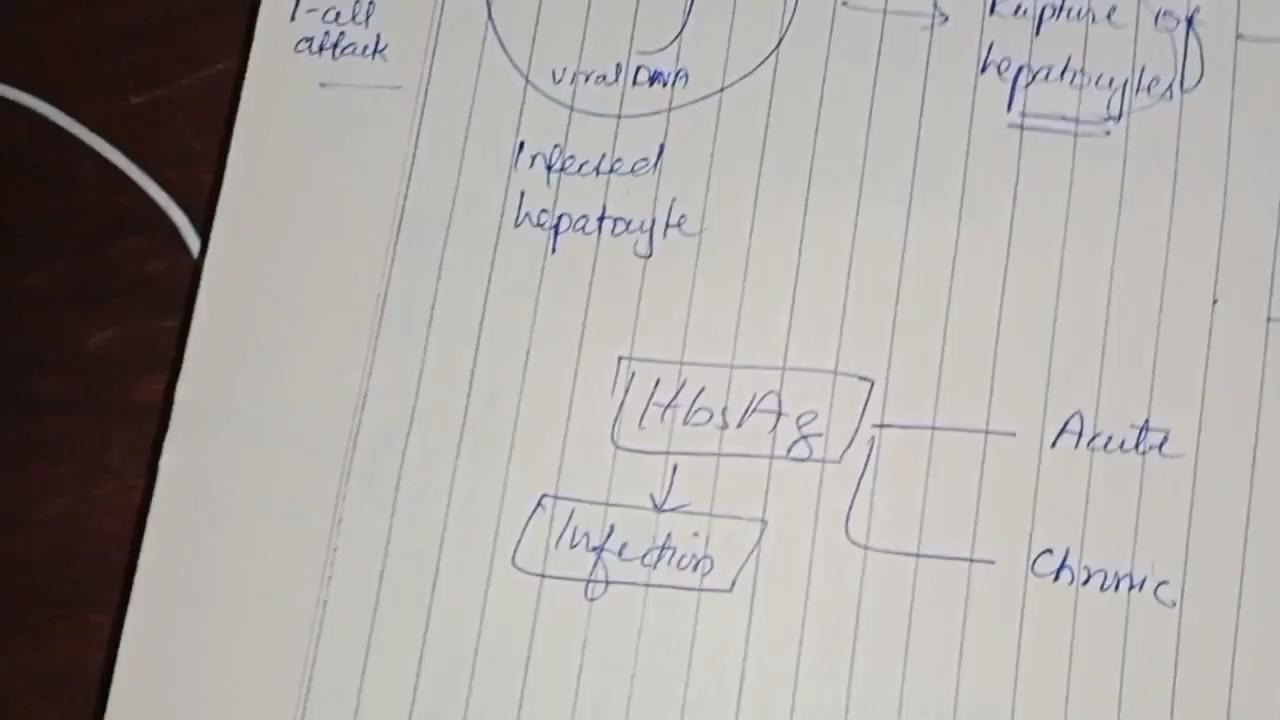 T-cell
attack
Viral DNA
Rupture of
hepatocytes
Infected
hepatocyte
HbsAg
Acute
Infection
Chronic